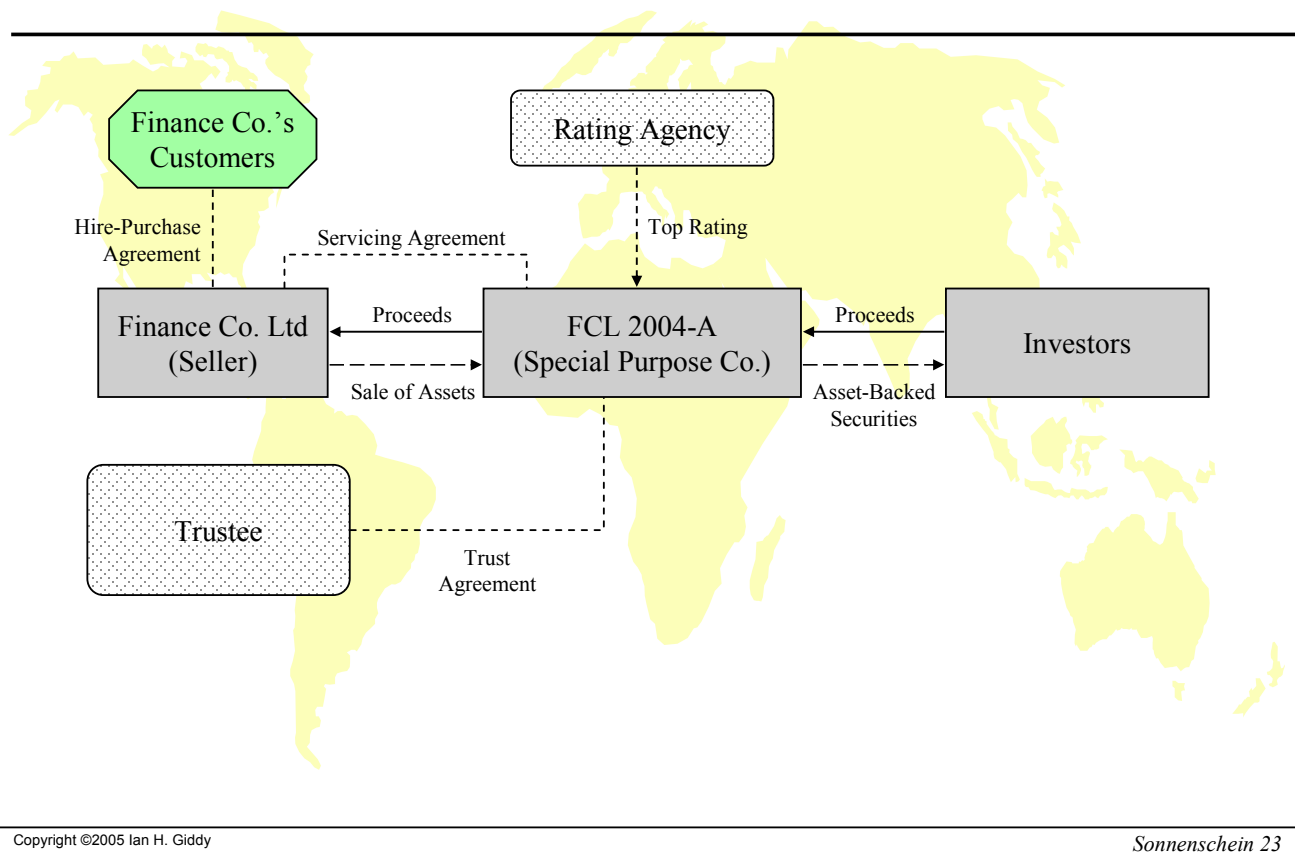 Finance Co.’s
Customers
Rating Agency
Hire-Purchase
Agreement
Servicing Agreement
Top Rating
Finance Co. Ltd
(Seller)
Proceeds
Sale of Assets
FCL 2004-A
(Special Purpose Co.)
Proceeds
Asset-Backed
Securities
Investors
Trustee
Trust
Agreement
Copyright ©2005 Ian H. Giddy
Sonnenschein 23